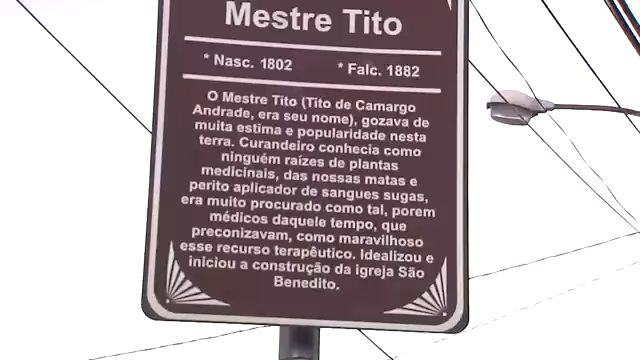 Mestre Tito
* Nasc. 1802 * Falc. 1882
O Mestre Tito (Tito de Camargo
Andrade, era seu nome), gozava de
muita estima e popularidade nesta
terra. Curandeiro conhecia como
ninguém raízes de plantas
medicinais, das nossas matas e
perito aplicador de sangues sugas,
era muito procurado como tal, porem
médicos daquele tempo, que
preconizavam, como maravilhoso
esse recurso terapêutico. Idealizou e
iniciou a construção da igreja São
Benedito.